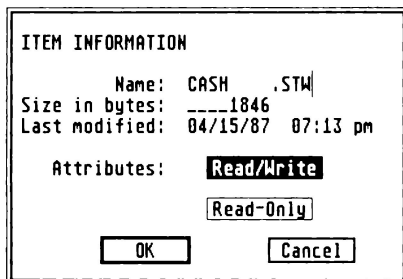 ITEM INFORMATION
Name: CASH .STW
Size in bytes: ____1846
Last modified: 04/15/87 07:13 pm
Attributes: Read/Write
Read-Only
OK Cancel